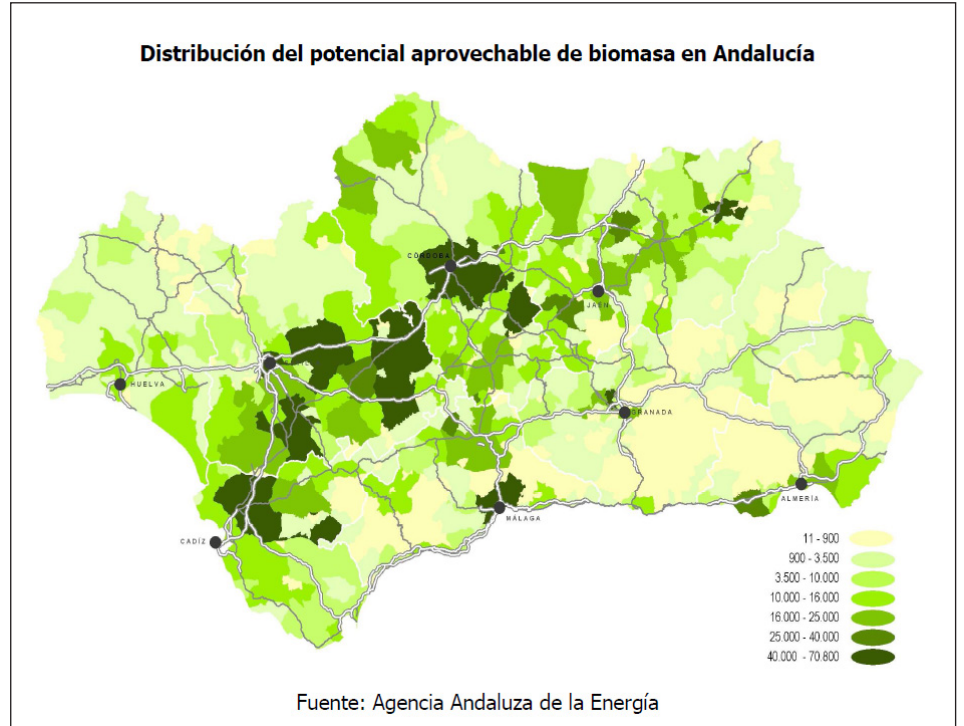 Distribución del potencial aprovechable de biomasa en Andalucía
CÓRDOBA
JAÉN
HUELVA
GRANADA
ALMERÍA
MÁLAGA
CADÍZ
11 - 900
900 - 3.500
3.500 - 10.000
10.000 - 16.000
16.000 - 25.000
25.000 - 40.000
40.000 - 70.800
Fuente: Agencia Andaluza de la Energía